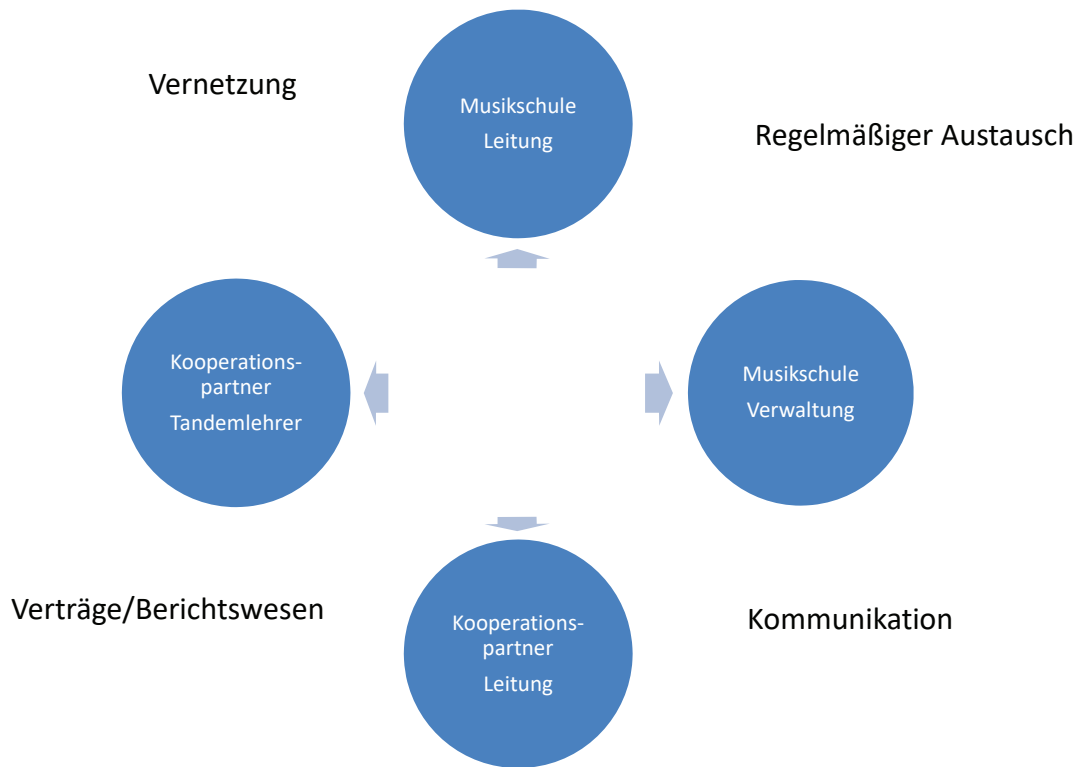 Vernetzung
Musikschule
Leitung
Regelmäßiger Austausch
Kooperations-
partner
Tandemlehrer
Musikschule
Verwaltung
Verträge/Berichtswesen
Kooperations-
partner
Leitung
Kommunikation